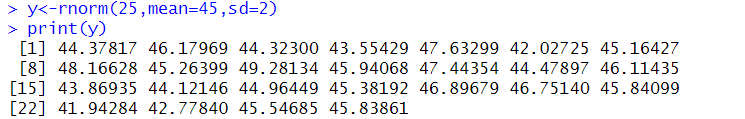 > y<-rnorm(25,mean=45,sd=2)
> print(y)
[1] 44.37817 46.17969 44.32300 43.55429 47.63299 42.02725 45.16427
[8] 48.16628 45.26399 49.28134 45.94068 47.44354 44.47897 46.11435
[15] 43.86935 44.12146 44.96449 45.38192 46.89679 46.75140 45.84099
[22] 41.94284 42.77840 45.54685 45.83861